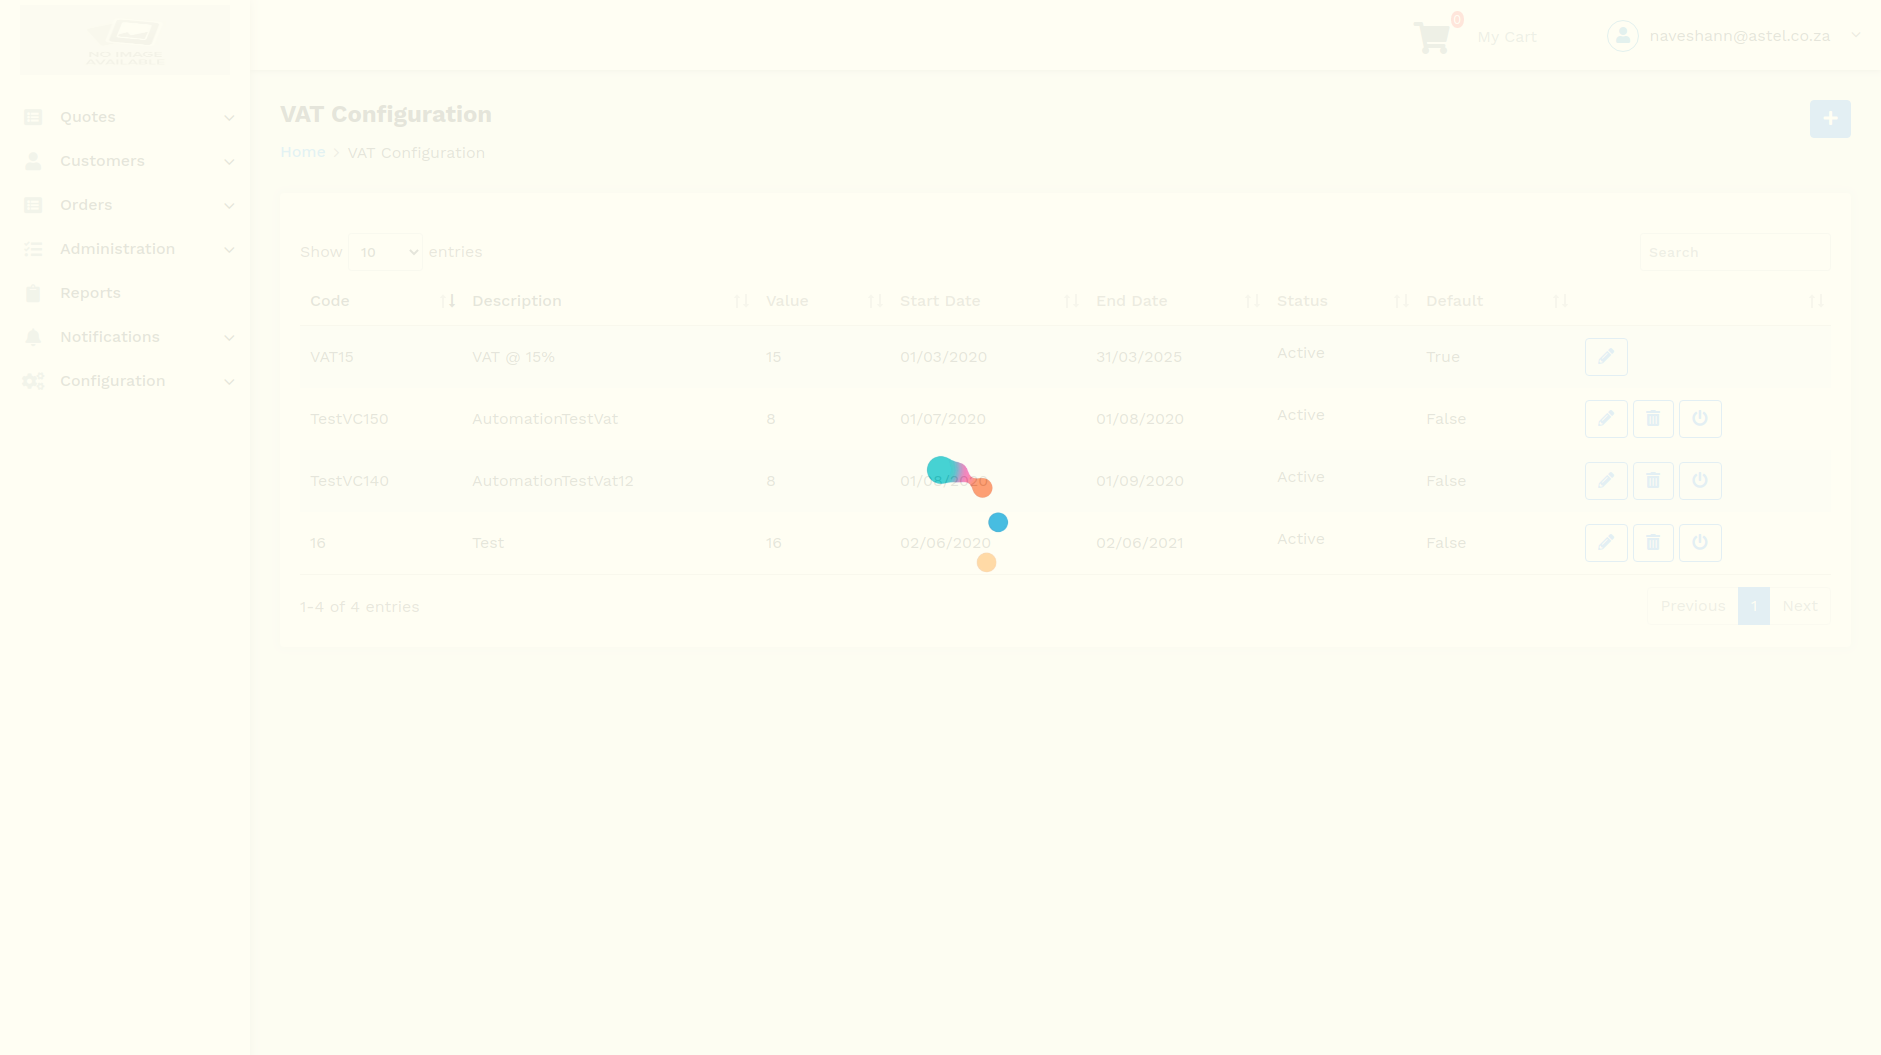 NO IMAGE
AVAILABLE
0
My Cart
naveshann@astel.co.za
Quotes
Customers
Orders
Administration
Reports
Notifications
Configuration
VAT Configuration
Home > VAT Configuration
Show 10 entries
Search
Code Description Value Start Date End Date Status Default
VAT15 VAT @ 15% 15 01/03/2020 31/03/2025 Active True
TestVC150 AutomationTestVat 8 01/07/2020 01/08/2020 Active False
TestVC140 AutomationTestVat12 8 01/08/2020 01/09/2020 Active False
16 Test 16 02/06/2020 02/06/2021 Active False
1-4 of 4 entries
Previous 1 Next